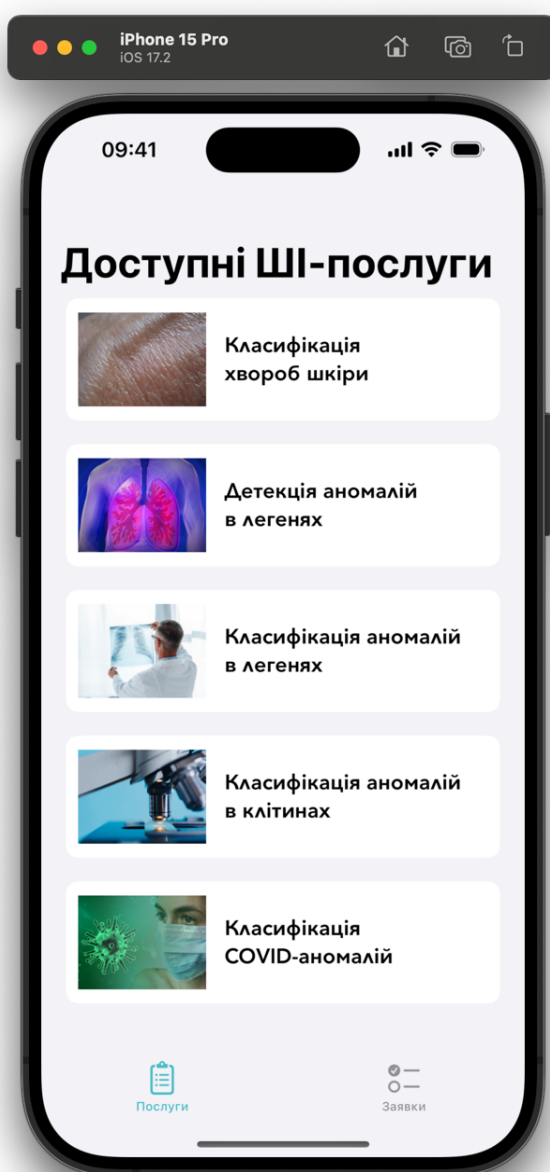 iPhone 15 Pro
iOS 17.2
09:41
Доступні ШІ-послуги
Класифікація
хвороб шкіри
Детекція аномалій
в легенях
Класифікація аномалій
в легенях
Класифікація аномалій
в клітинах
Класифікація
COVID-аномалій
Послуги
Заявки